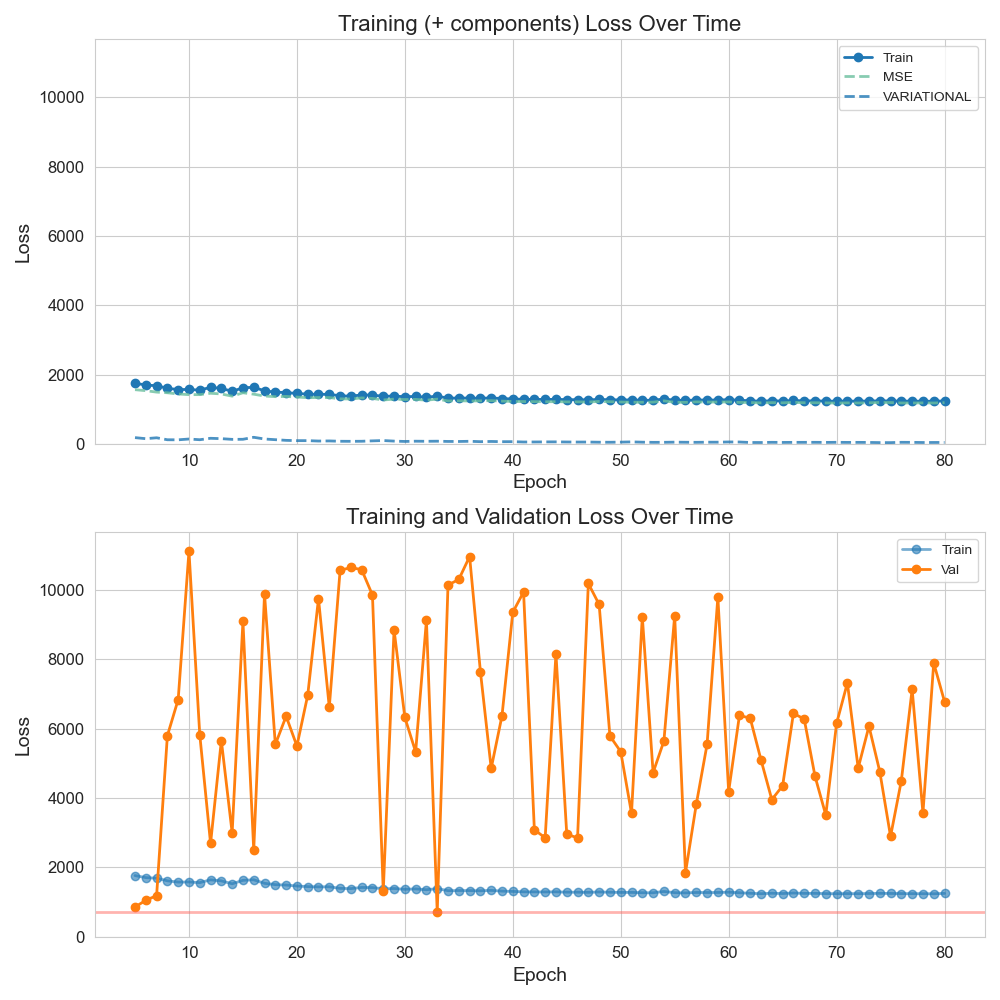 Training (+ components) Loss Over Time
Train
MSE
VARIATIONAL
10000
8000
6000
4000
2000
0
Loss
10 20 30 40 50 60 70 80
Epoch
Training and Validation Loss Over Time
Train
Val
10000
8000
6000
4000
2000
0
Loss
10 20 30 40 50 60 70 80
Epoch